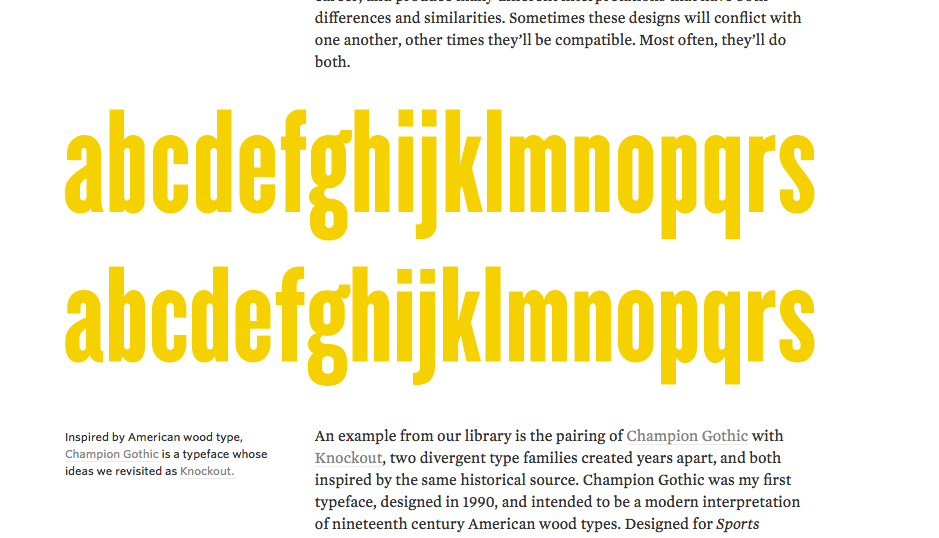 differences and similarities. Sometimes these designs will conflict with
one another, other times they’ll be compatible. Most often, they’ll do
both.
abcdefghijklmnopqrs
abcdefghijklmnopqrs
Inspired by American wood type,
Champion Gothic is a typeface whose
ideas we revisited as Knockout.
An example from our library is the pairing of Champion Gothic with
Knockout, two divergent type families created years apart, and both
inspired by the same historical source. Champion Gothic was my first
typeface, designed in 1990, and intended to be a modern interpretation
of nineteenth century American wood types. Designed for Sports